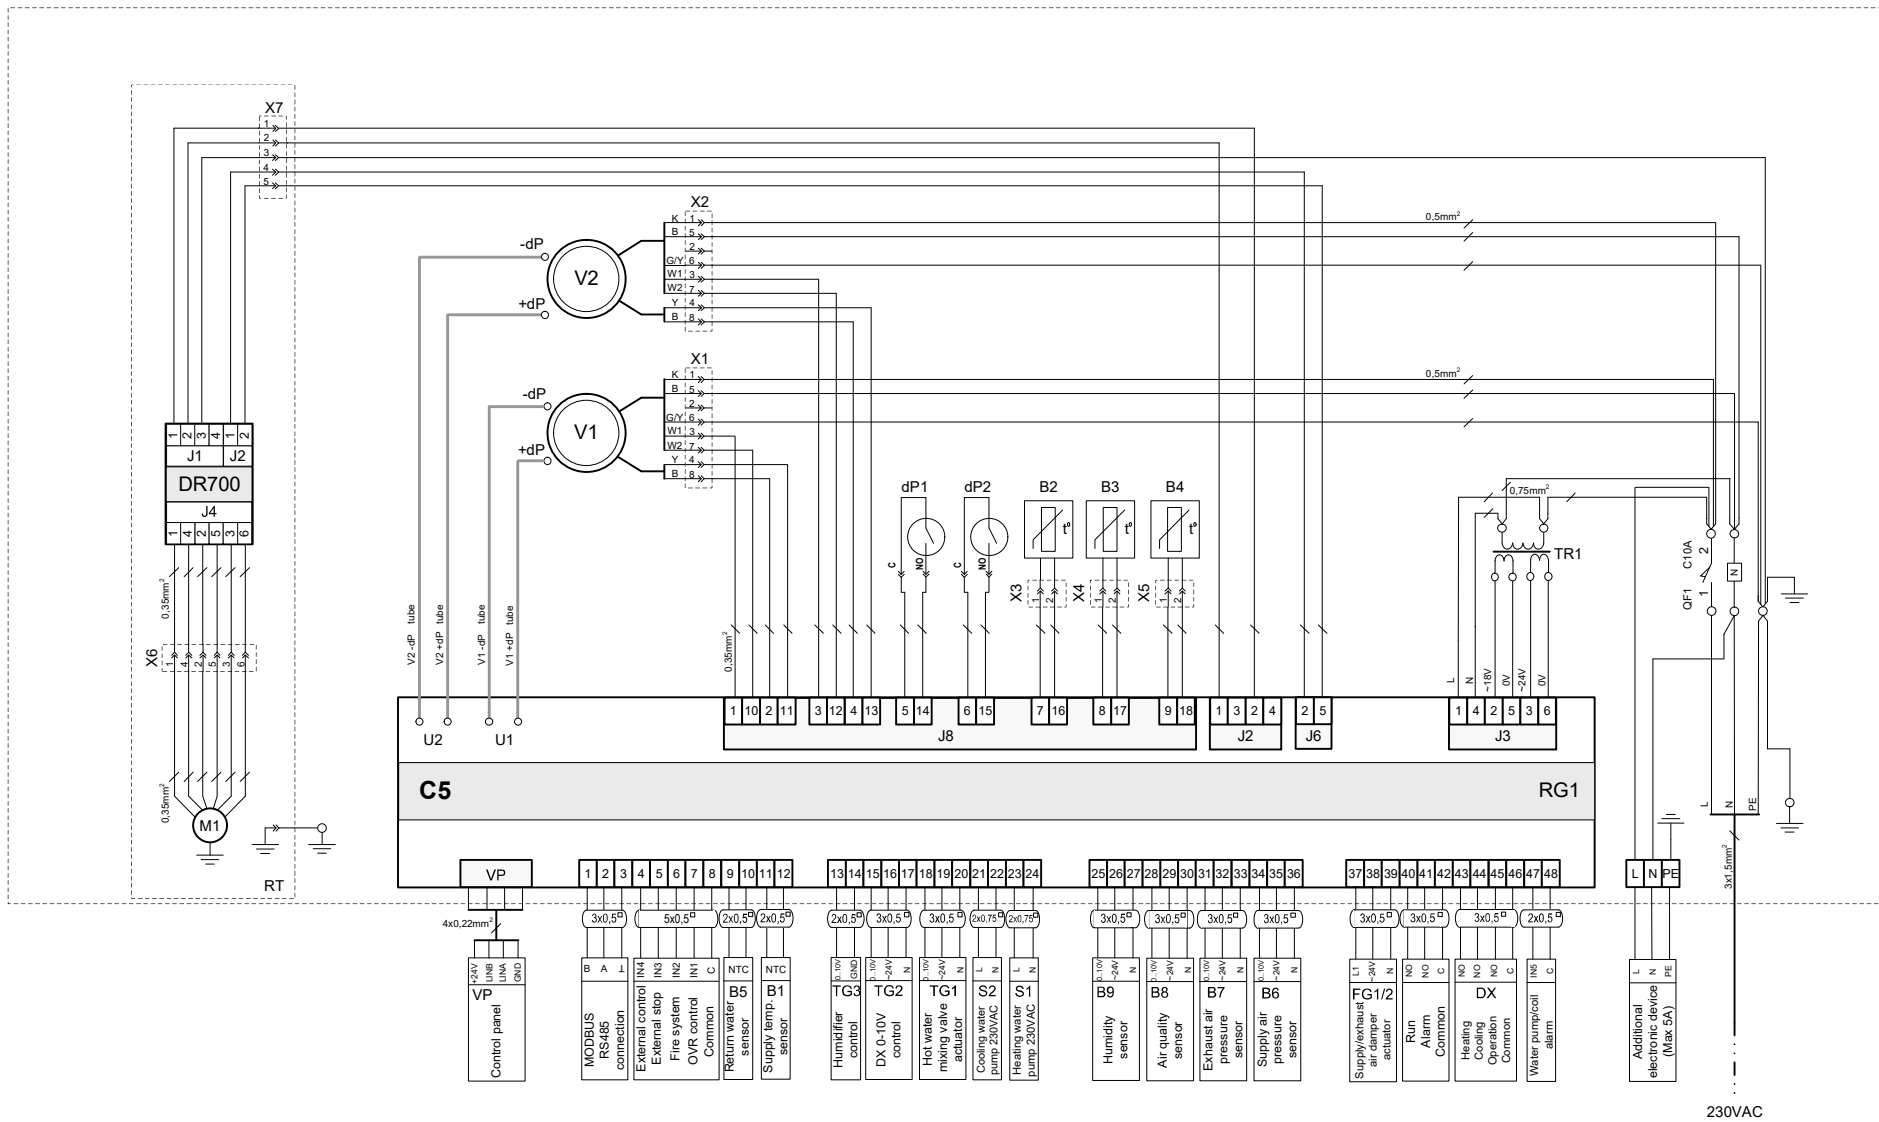 X7
1
2
3
4
5
X2
K 1
B 5
2
G/Y 6
W1 3
W2 7
Y 4
B 8
0,5mm²
-dP
V2
+dP
X1
K 1
B 5
2
G/Y 6
W1 3
W2 7
Y 4
B 8
0,5mm²
-dP
V1
+dP
1 2 3 4 1 2
J1 J2
DR700
J4
1 4 2 5 3 6
0,35mm²
X6
1 4 2 5 3 6
0,35mm²
M1
RT
V2 -dP tube
V2 +dP tube
V1 -dP tube
V1 +dP tube
dP1 dP2 B2 B3 B4
C NO C NO
t° t° t°
X3 1 2
X4 1 2
X5 1 2
0,35mm²
0,75mm²
TR1
L N ~18V 0V ~24V 0V
C10A 2
QF1 1
N
U2 U1
1 10 2 11 3 12 4 13 5 14 6 15 7 16 8 17 9 18
J8
1 3 2 4
J2
2 5
J6
1 4 2 5 3 6
J3
C5 RG1
L N PE
3x1,5mm²
230VAC
VP
1 2 3 4 5 6 7 8 9 10 11 12
13 14 15 16 17 18 19 20 21 22 23 24
25 26 27 28 29 30 31 32 33 34 35 36
37 38 39 40 41 42 43 44 45 46 47 48
L N PE
4x0,22mm²
3x0,5 5x0,5 2x0,5 2x0,5
2x0,5 3x0,5 3x0,5 2x0,75 2x0,75
3x0,5 3x0,5 3x0,5 3x0,5
3x0,5 3x0,5 3x0,5 2x0,5
+24V LINB LINA GND
VP
Control panel
B A ⊥
MODBUS
RS485
connection
IN4 IN3 IN2 IN1 C
External control
External stop
Fire system
OVR control
Common
NTC
B5
Return water
sensor
NTC
B1
Supply temp.
sensor
0...10V GND
TG3
Humidifier
control
0...10V ~24V N
TG2
DX 0-10V
control
0...10V ~24V N
TG1
Hot water
mixing valve
actuator
L N
S2
Cooling water
pump 230VAC
L N
S1
Heating water
pump 230VAC
0...10V ~24V N
B9
Humidity
sensor
0...10V ~24V N
B8
Air quality
sensor
0...10V ~24V N
B7
Exhaust air
pressure
sensor
0...10V ~24V N
B6
Supply air
pressure
sensor
L1 ~24V N
FG1/2
Supply/exhaust
air damper
actuator
NO NO C
Run
Alarm
Common
NO NO NO C
DX
Heating
Cooling
Operation
Common
IN5 C
Water pump/coil
alarm
L N PE
Additional
electronic device
(Max 5A)